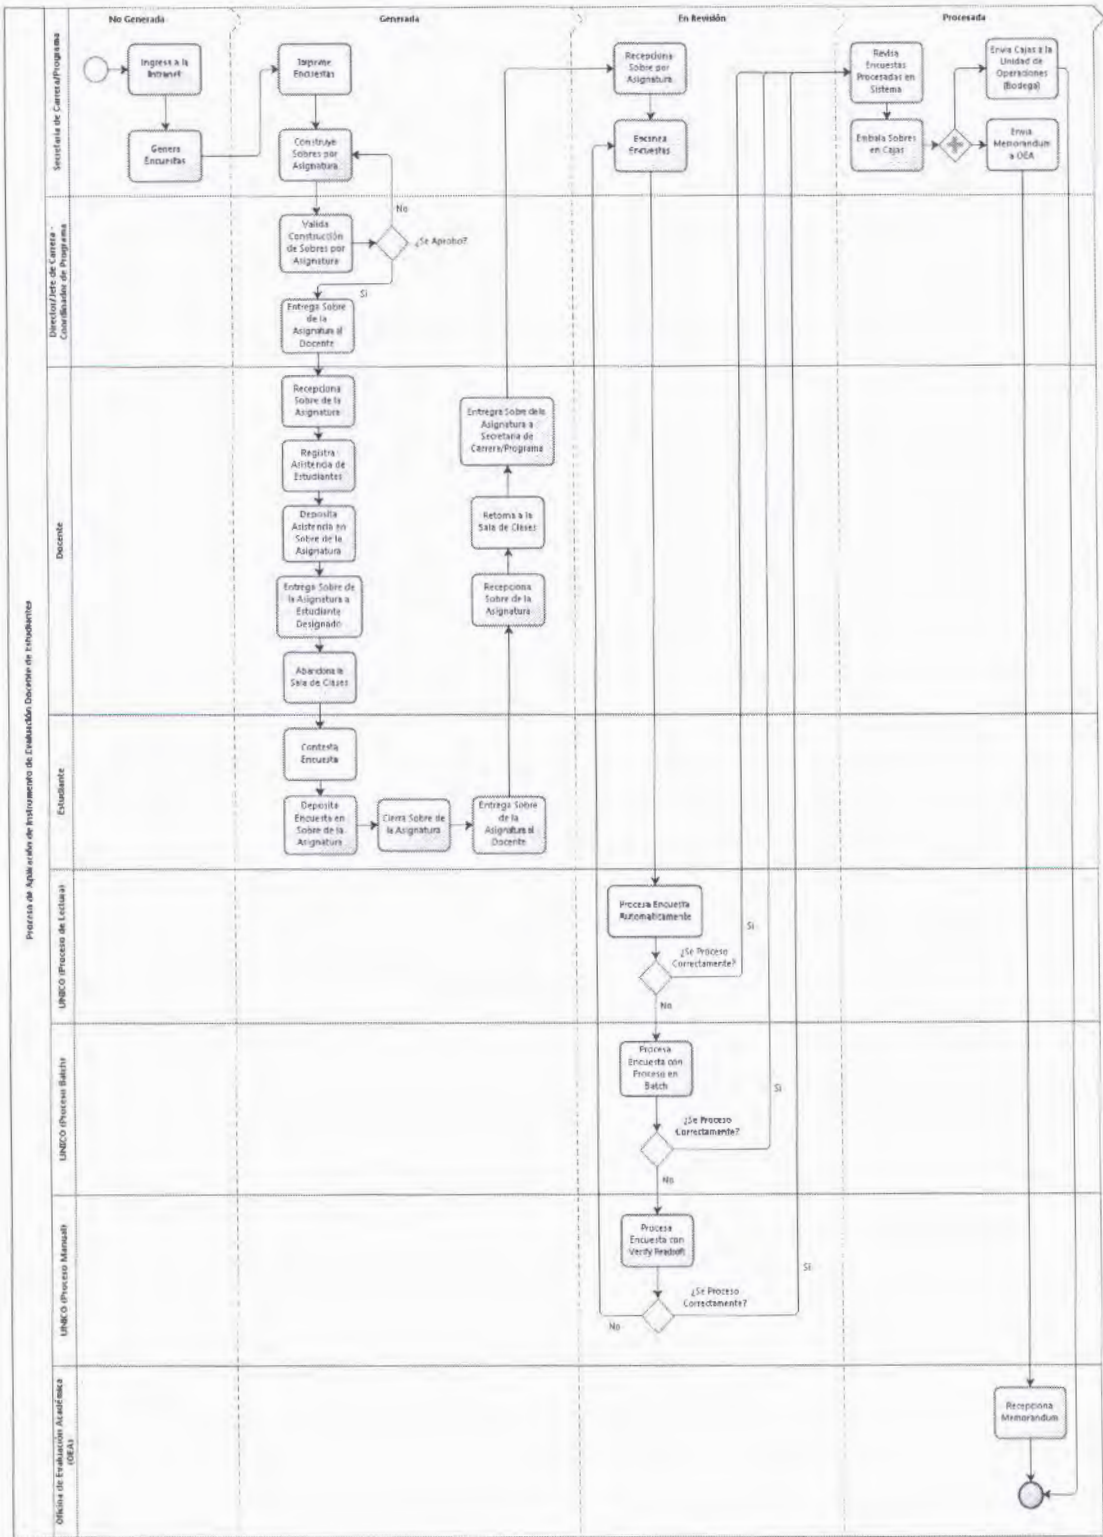 No Generada
Generada
En Revisión
Procesada
Proceso de Aplicación de Instrumento de Evaluación Docente de Estudiantes
Secretaria de Carrera/Programa
Ingresa a la
Intranet
Genera
Encuestas
Imprime
Encuestas
Construye
Sobres por
Asignatura
Recepciona
Sobre por
Asignatura
Escanea
Encuestas
Revisa
Encuestas
Procesadas en
Sistema
Embala Sobres
en Cajas
Envia Cajas a la
Unidad de
Operaciones
(Bodega)
Envia
Memorandum
a OEA
Director/Jefe de Carrera -
Coordinador de Programa
Valida
Construcción
de Sobres por
Asignatura
No
¿Se Aprobo?
Si
Entrega Sobre
de la
Asignatura al
Docente
Docente
Recepciona
Sobre de la
Asignatura
Registra
Asistencia de
Estudiantes
Deposita
Asistencia en
Sobre de la
Asignatura
Entrega Sobre de
la Asignatura a
Estudiante
Designado
Abandona la
Sala de Clases
Entregra Sobre de la
Asignatura a
Secretaria de
Carrera/Programa
Retorna a la
Sala de Clases
Recepciona
Sobre de la
Asignatura
Estudiante
Contesta
Encuesta
Deposita
Encuesta en
Sobre de la
Asignatura
Cierra Sobre de
la Asignatura
Entrega Sobre
de la
Asignatura al
Docente
UNICO (Proceso de Lectura)
Procesa Encuesta
Automaticamente
¿Se Proceso
Correctamente?
Si
No
UNICO (Proceso Batch)
Procesa
Encuesta con
Proceso en
Batch
¿Se Proceso
Correctamente?
Si
No
UNICO (Proceso Manual)
Procesa
Encuesta con
Verify Readsoft
¿Se Proceso
Correctamente?
Si
No
Oficina de Evaluación Académica
(OEA)
Recepciona
Memorandum